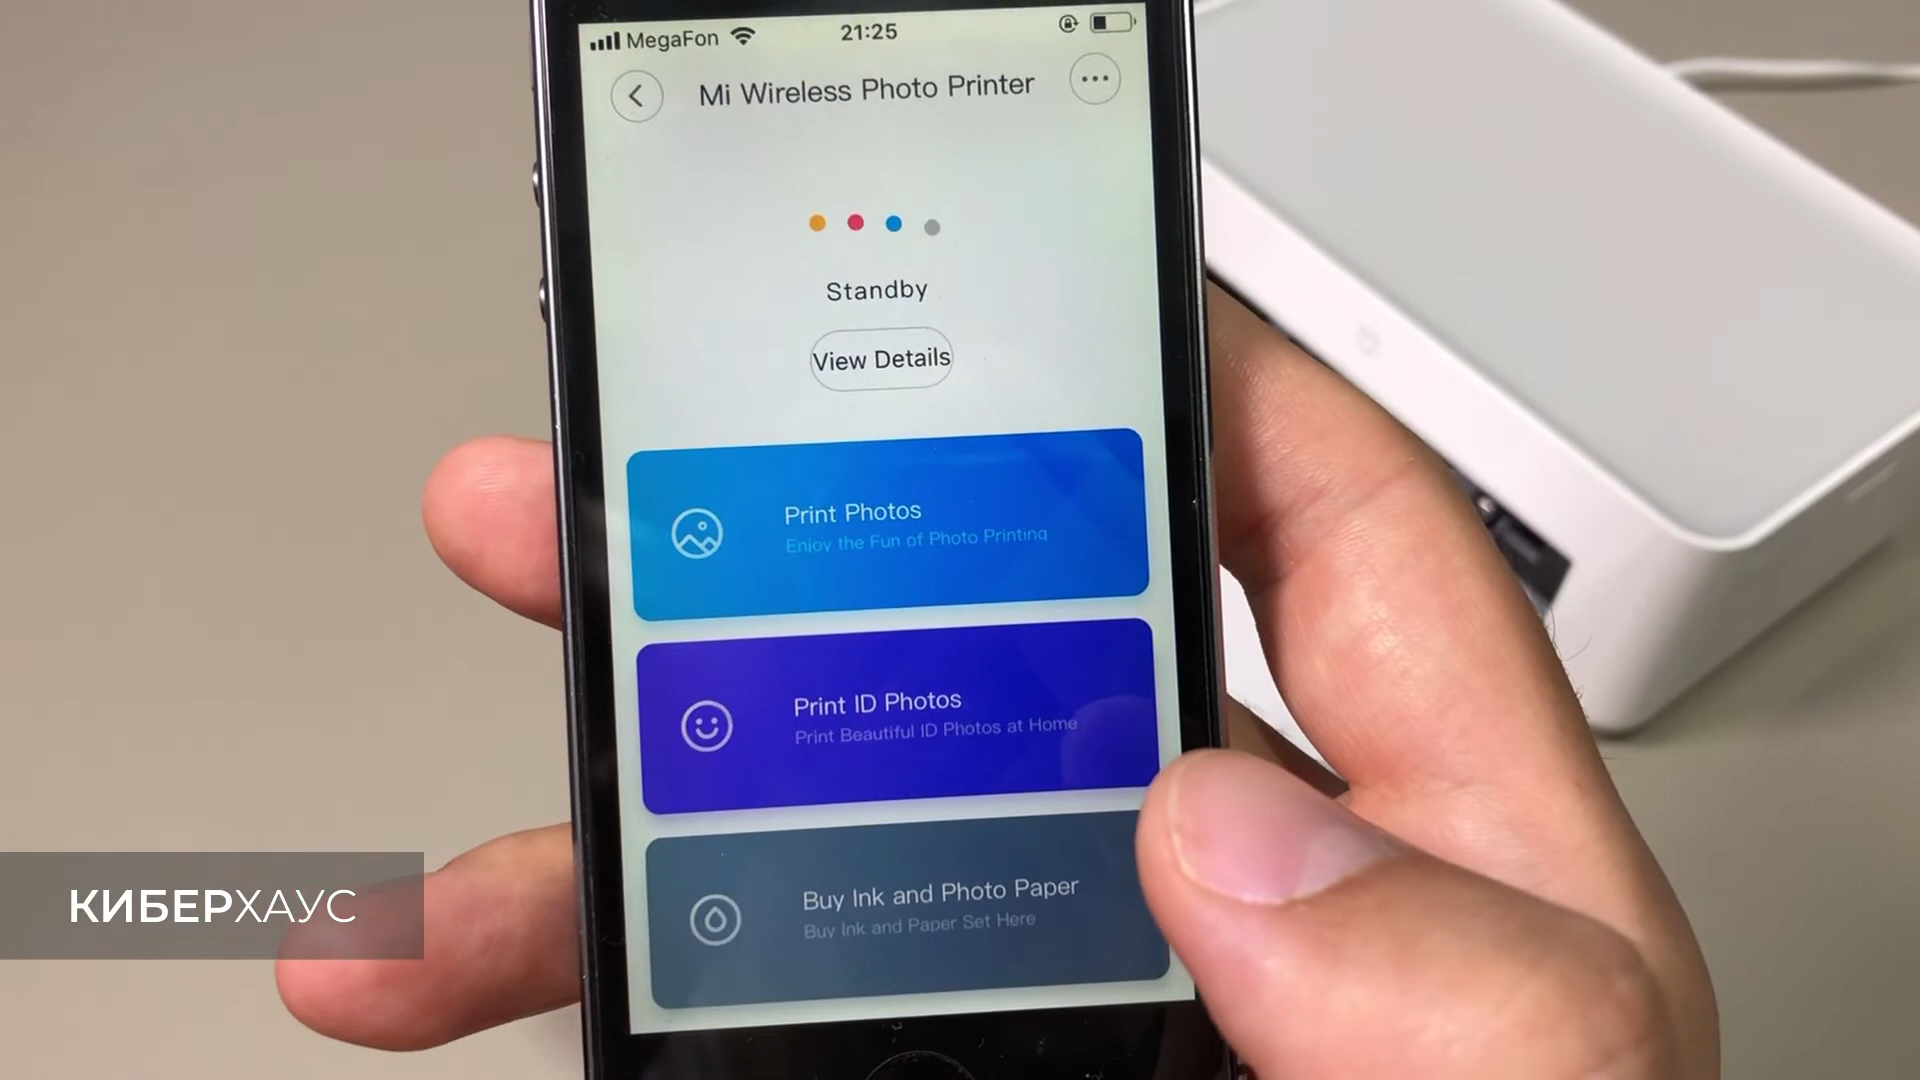 MegaFon 21:25
Mi Wireless Photo Printer
Standby
View Details
Print Photos
Enjoy the Fun of Photo Printing
Print ID Photos
Print Beautiful ID Photos at Home
Buy Ink and Photo Paper
Buy Ink and Paper Set Here
КИБЕРХАУС